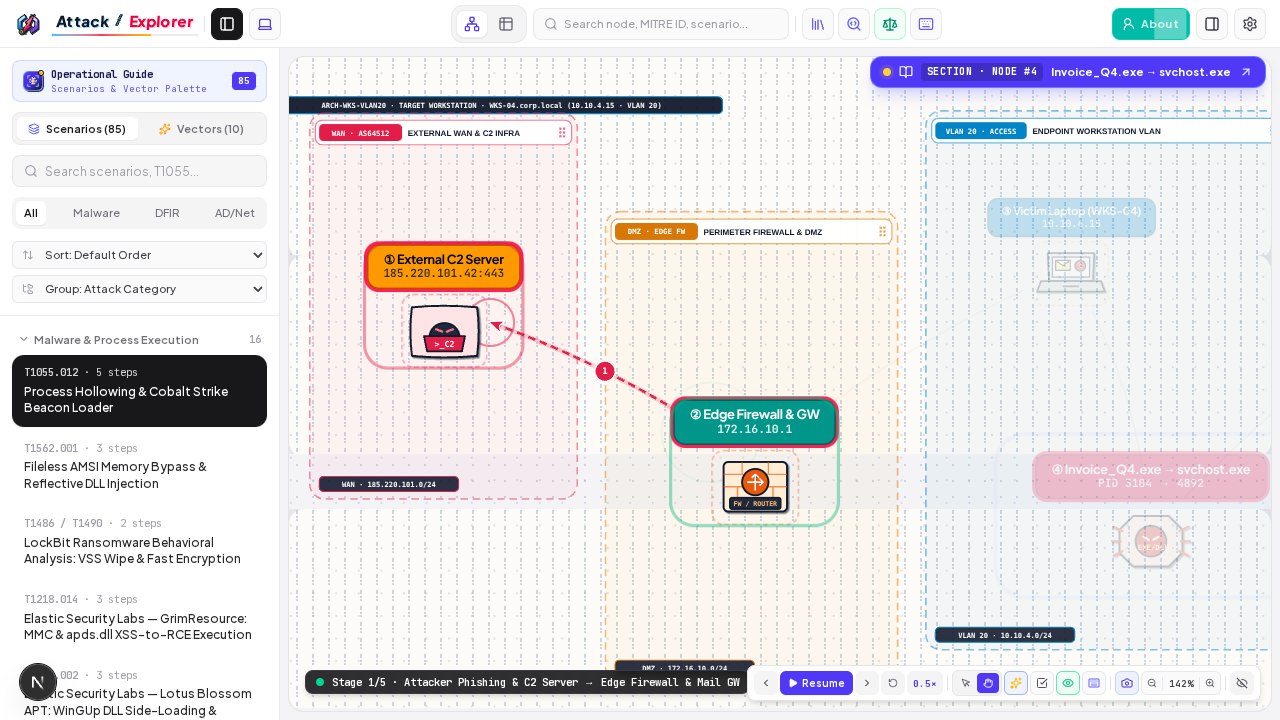 Attack / Explorer
Search node, MITRE ID, scenario...
About
Operational Guide
Scenarios & Vector Palette
85
Scenarios (85)
Vectors (10)
Search scenarios, T1055...
All
Malware
DFIR
AD/Net
Sort: Default Order
Group: Attack Category
Malware & Process Execution
16
T1055.012 · 5 steps
Process Hollowing & Cobalt Strike
Beacon Loader
T1562.001 · 3 steps
Fileless AMSI Memory Bypass &
Reflective DLL Injection
T1486 / T1490 · 2 steps
LockBit Ransomware Behavioral
Analysis: VSS Wipe & Fast Encryption
T1218.014 · 3 steps
Elastic Security Labs — GrimResource:
MMC & apds.dll XSS-to-RCE Execution
.002 · 3 steps
Security Labs — Lotus Blossom
APT: WinGUp DLL Side-Loading &
N
SECTION · NODE #4
Invoice_Q4.exe → svchost.exe
ARCH-WKS-VLAN20 · TARGET WORKSTATION · WKS-04.corp.local (10.10.4.15 · VLAN 20)
WAN · AS64512
EXTERNAL WAN & C2 INFRA
VLAN 20 · ACCESS
ENDPOINT WORKSTATION VLAN
DMZ · EDGE FW
PERIMETER FIREWALL & DMZ
③ Victim Laptop (WKS-04)
10.10.4.15
① External C2 Server
185.220.101.42:443
>_C2
1
② Edge Firewall & GW
172.16.10.1
FW / ROUTER
④ Invoice_Q4.exe → svchost.exe
PID 3104 → 4892
WAN · 185.220.101.0/24
VLAN 20 · 10.10.4.0/24
DMZ · 172.16.10.0/24
Stage 1/5 · Attacker Phishing & C2 Server → Edge Firewall & Mail GW
Resume
0.5×
142%